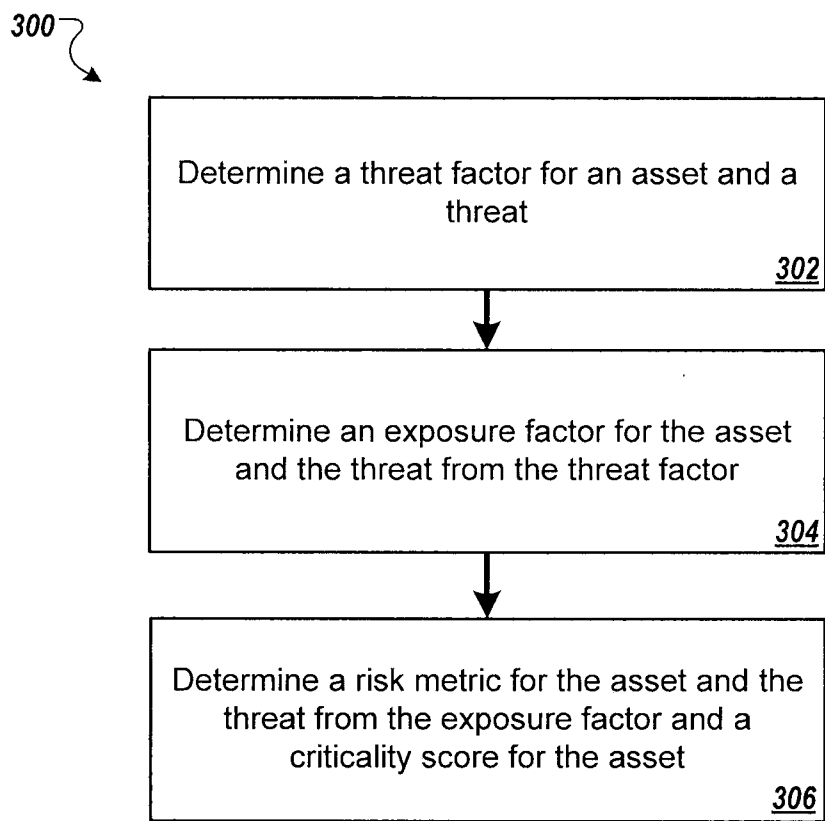 300
Determine a threat factor for an asset and a
threat
302
Determine an exposure factor for the asset
and the threat from the threat factor
304
Determine a risk metric for the asset and the
threat from the exposure factor and a
criticality score for the asset
306